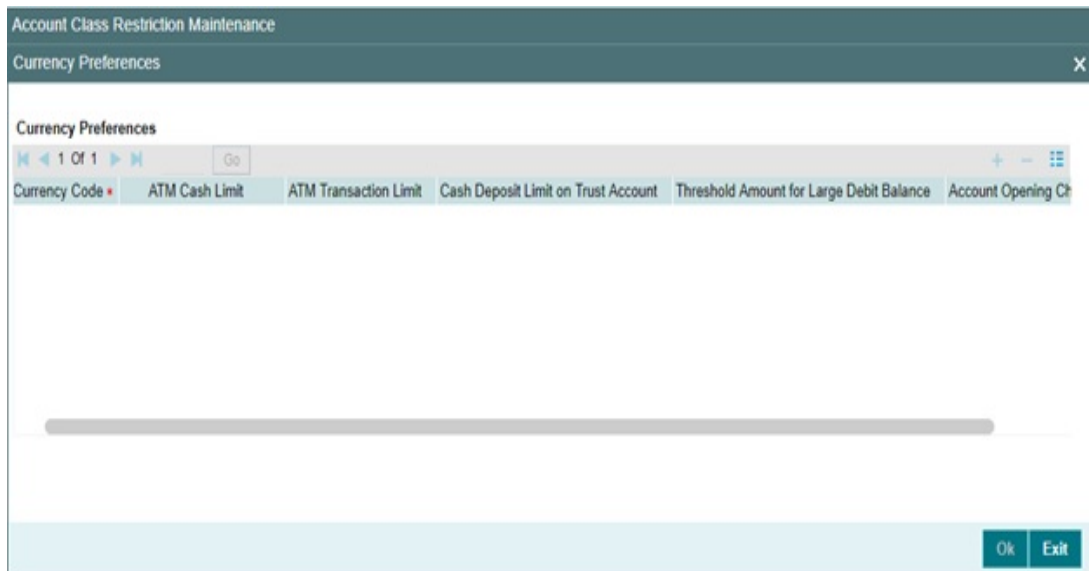 Account Class Restriction Maintenance
Currency Preferences X
Currency Preferences
1 Of 1 Go
Currency Code * ATM Cash Limit ATM Transaction Limit Cash Deposit Limit on Trust Account Threshold Amount for Large Debit Balance Account Opening Ch
Ok Exit